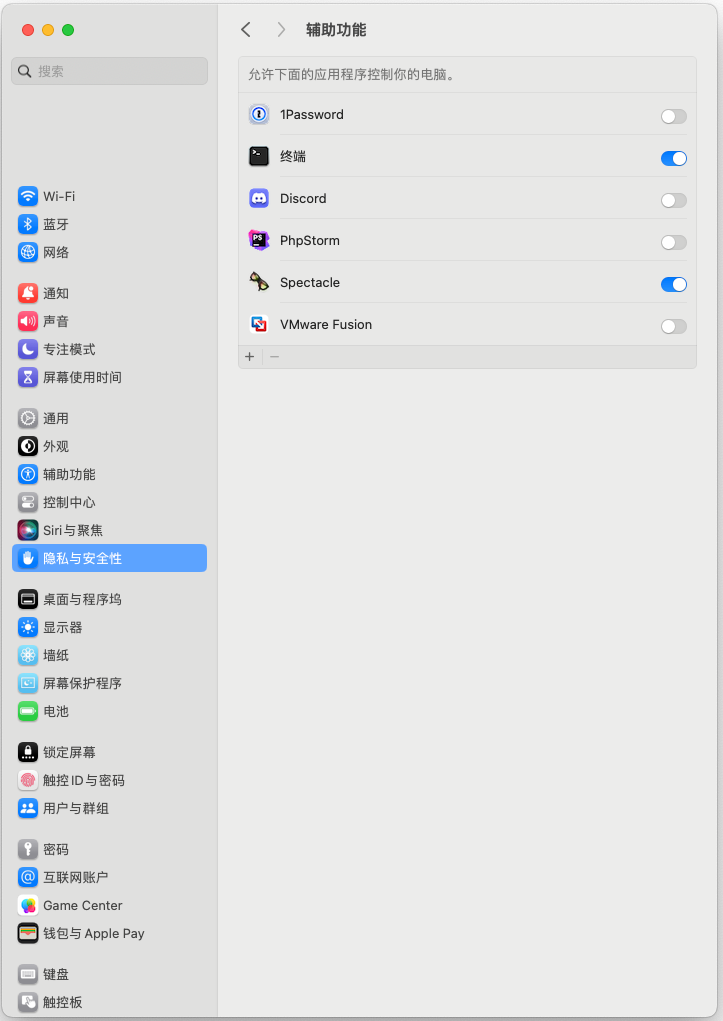 辅助功能
搜索
Wi-Fi
蓝牙
网络
通知
声音
专注模式
屏幕使用时间
通用
外观
辅助功能
控制中心
Siri与聚焦
隐私与安全性
桌面与程序坞
显示器
墙纸
屏幕保护程序
电池
锁定屏幕
触控ID与密码
用户与群组
密码
互联网账户
Game Center
钱包与 Apple Pay
键盘
触控板
允许下面的应用程序控制你的电脑。
1Password
终端
Discord
PS
PhpStorm
Spectacle
VMware Fusion